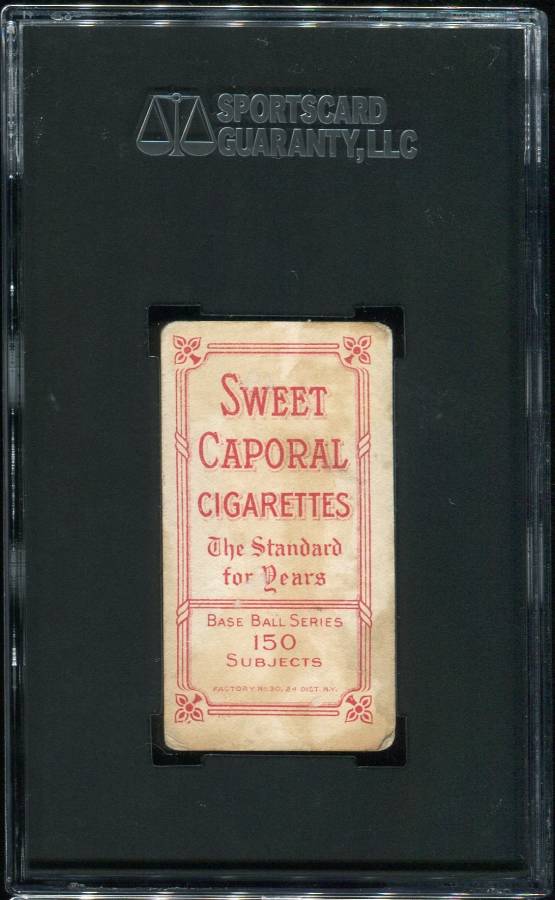 SPORTSCARD
GUARANTY, LLC
SWEET
CAPORAL
CIGARETTES
The Standard
for Years
BASE BALL SERIES
150
SUBJECTS
FACTORY No 30, 2d DIST. N.Y.